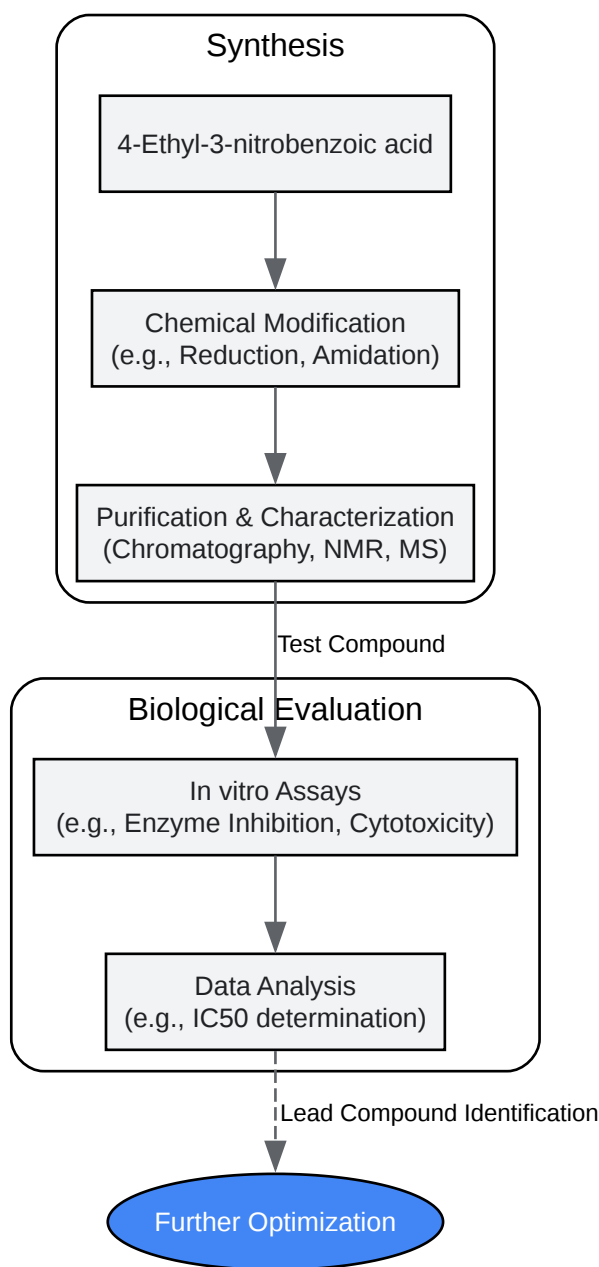 Synthesis
4-Ethyl-3-nitrobenzoic acid
Chemical Modification
(e.g., Reduction, Amidation)
Purification & Characterization
(Chromatography, NMR, MS)
Test Compound
Biological Evaluation
In vitro Assays
(e.g., Enzyme Inhibition, Cytotoxicity)
Data Analysis
(e.g., IC50 determination)
Lead Compound Identification
Further Optimization